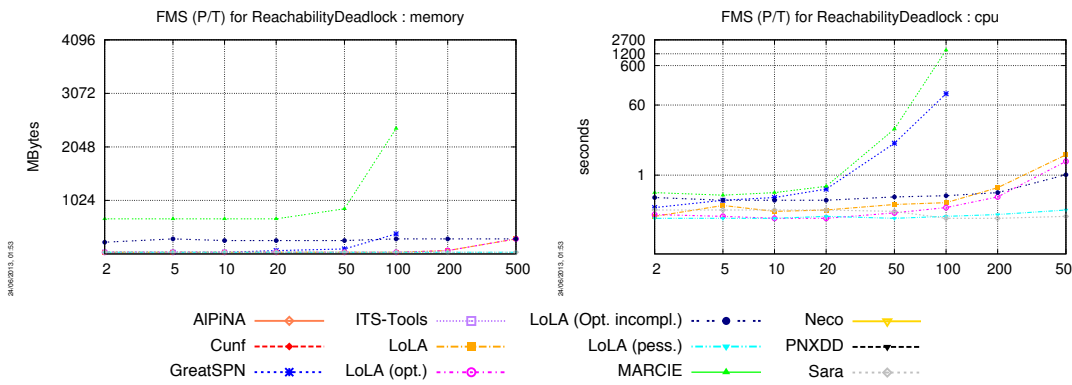 FMS (P/T) for ReachabilityDeadlock : memory
4096
3072
2048
1024
MBytes
2 5 10 20 50 100 200 500
24/06/2013, 01:53
FMS (P/T) for ReachabilityDeadlock : cpu
2700
1200
600
60
1
seconds
2 5 10 20 50 100 200 50
24/06/2013, 01:53
AlPiNA
Cunf
GreatSPN
ITS-Tools
LoLA
LoLA (opt.)
LoLA (Opt. incompl.)
LoLA (pess.)
MARCIE
Neco
PNXDD
Sara